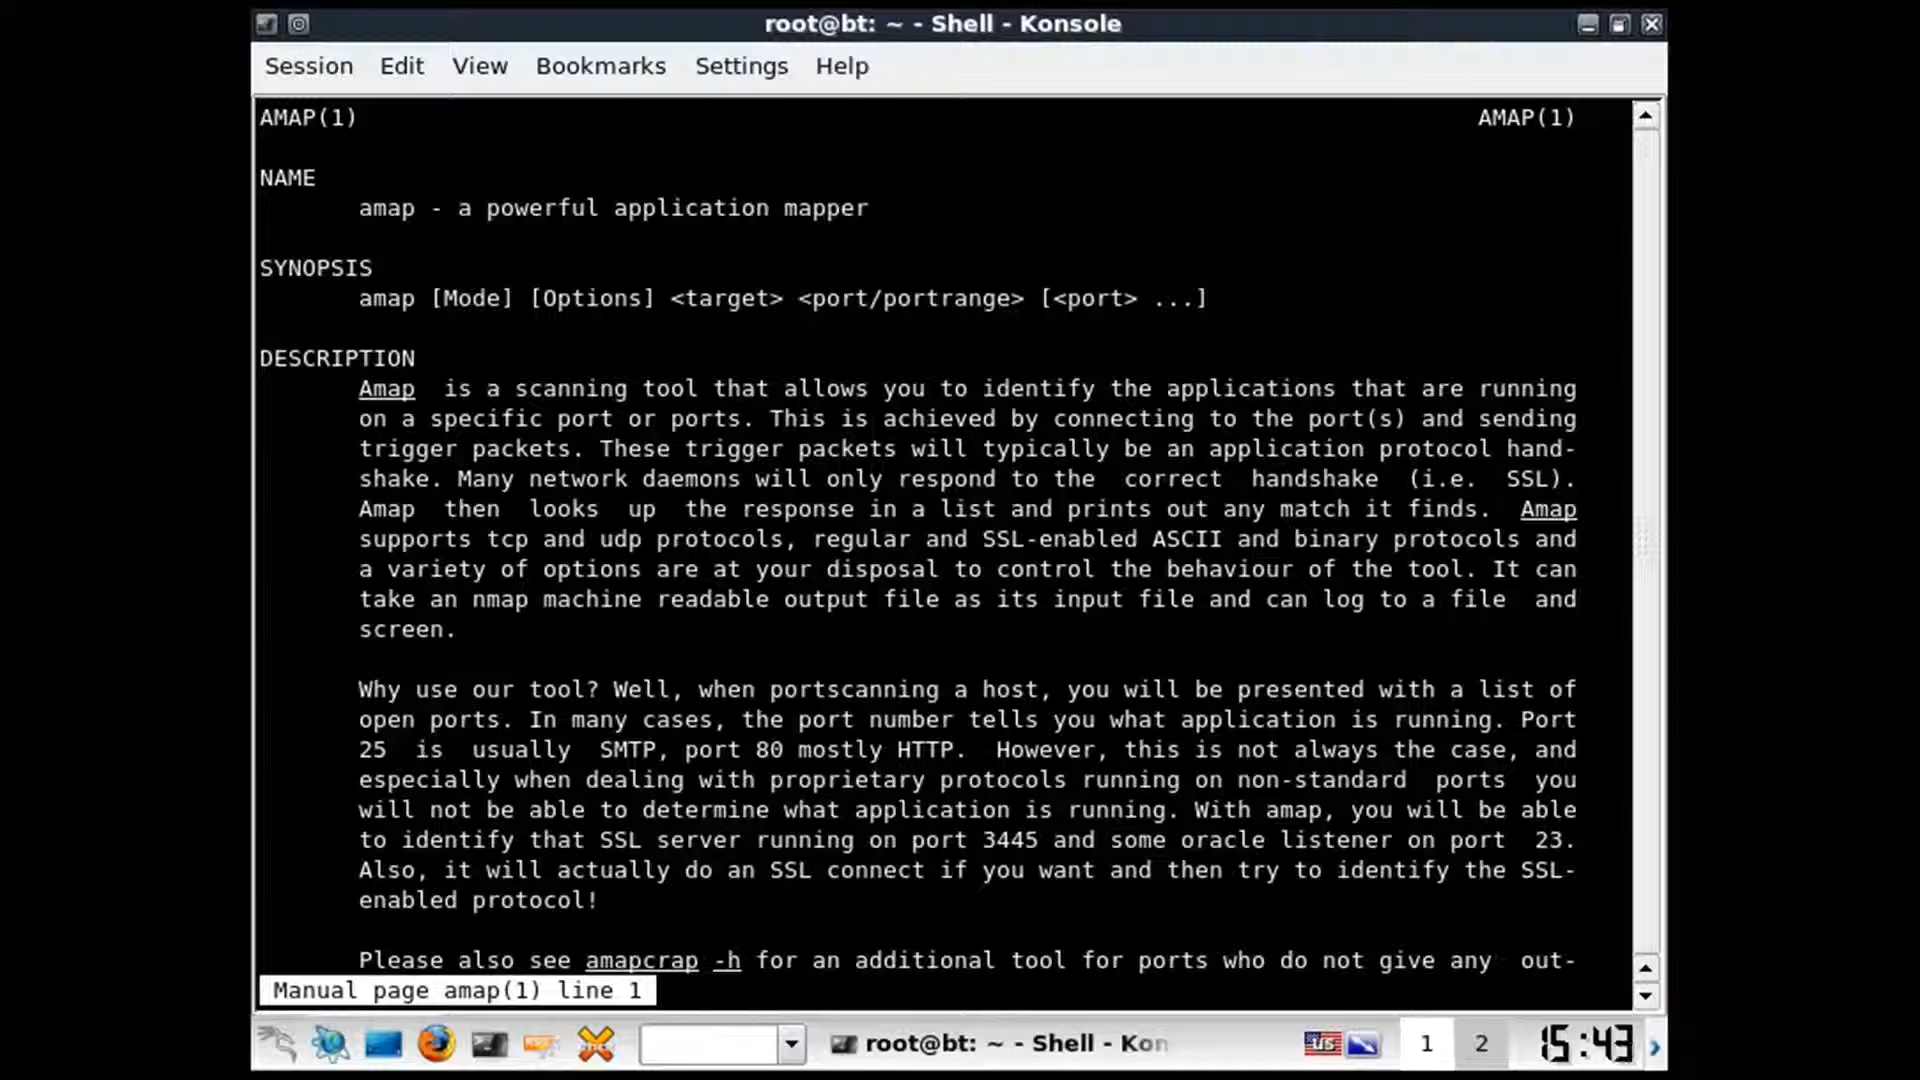 root@bt: ~ - Shell - Konsole
Session Edit View Bookmarks Settings Help
AMAP(1) AMAP(1)
NAME
amap - a powerful application mapper
SYNOPSIS
amap [Mode] [Options] <target> <port/portrange> [<port> ...]
DESCRIPTION
Amap is a scanning tool that allows you to identify the applications that are running
on a specific port or ports. This is achieved by connecting to the port(s) and sending
trigger packets. These trigger packets will typically be an application protocol hand-
shake. Many network daemons will only respond to the correct handshake (i.e. SSL).
Amap then looks up the response in a list and prints out any match it finds. Amap
supports tcp and udp protocols, regular and SSL-enabled ASCII and binary protocols and
a variety of options are at your disposal to control the behaviour of the tool. It can
take an nmap machine readable output file as its input file and can log to a file and
screen.
Why use our tool? Well, when portscanning a host, you will be presented with a list of
open ports. In many cases, the port number tells you what application is running. Port
25 is usually SMTP, port 80 mostly HTTP. However, this is not always the case, and
especially when dealing with proprietary protocols running on non-standard ports you
will not be able to determine what application is running. With amap, you will be able
to identify that SSL server running on port 3445 and some oracle listener on port 23.
Also, it will actually do an SSL connect if you want and then try to identify the SSL-
enabled protocol!
Please also see amapcrap -h for an additional tool for ports who do not give any out-
Manual page amap(1) line 1
root@bt: ~ - Shell - Kon us 1 2 15:43